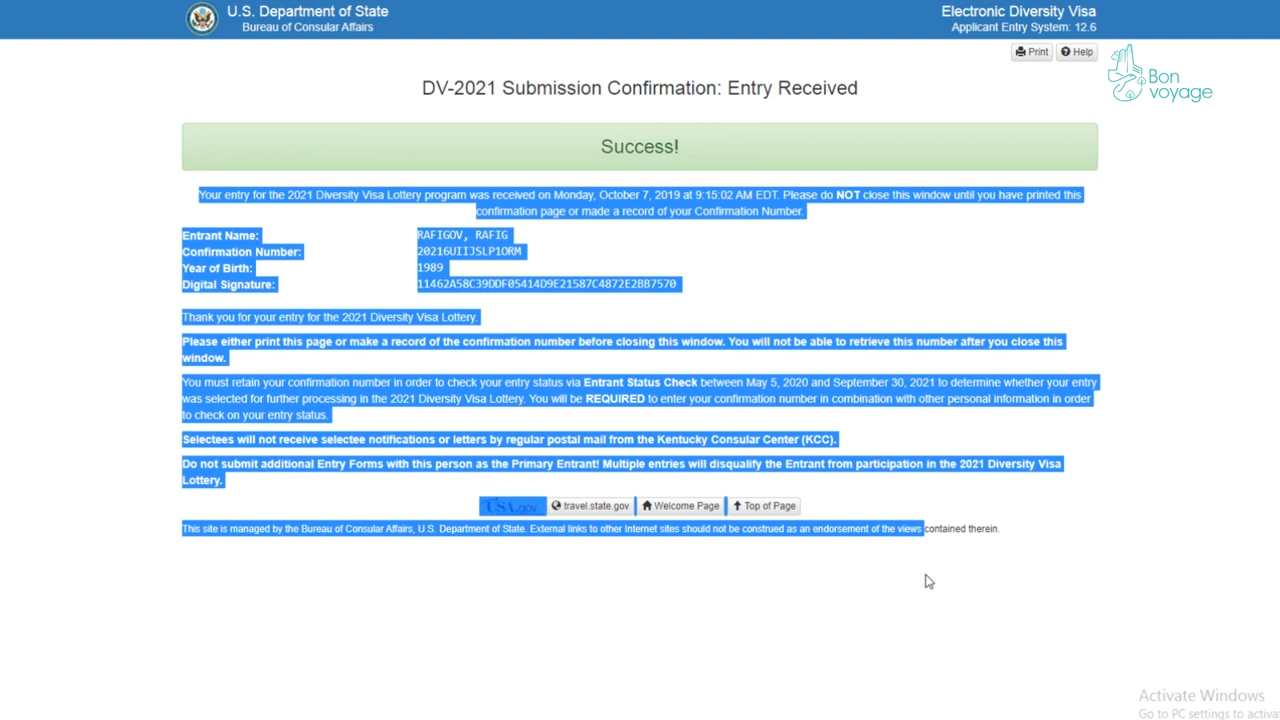 U.S. Department of State
Bureau of Consular Affairs
Electronic Diversity Visa
Applicant Entry System: 12.6
Print
Help
Bon
voyage
DV-2021 Submission Confirmation: Entry Received
Success!
Your entry for the 2021 Diversity Visa Lottery program was received on Monday, October 7, 2019 at 9:15:02 AM EDT. Please do NOT close this window until you have printed this
confirmation page or made a record of your Confirmation Number.
Entrant Name: RAFIGOV, RAFIG
Confirmation Number: 20216UIIJSLP1ORM
Year of Birth: 1989
Digital Signature: 11462A58C39DDF05414D9E21587C4872E2BB7570
Thank you for your entry for the 2021 Diversity Visa Lottery.
Please either print this page or make a record of the confirmation number before closing this window. You will not be able to retrieve this number after you close this
window.
You must retain your confirmation number in order to check your entry status via Entrant Status Check between May 5, 2020 and September 30, 2021 to determine whether your entry
was selected for further processing in the 2021 Diversity Visa Lottery. You will be REQUIRED to enter your confirmation number in combination with other personal information in order
to check on your entry status.
Selectees will not receive selectee notifications or letters by regular postal mail from the Kentucky Consular Center (KCC).
Do not submit additional Entry Forms with this person as the Primary Entrant! Multiple entries will disqualify the Entrant from participation in the 2021 Diversity Visa
Lottery.
USA.gov travel.state.gov Welcome Page Top of Page
This site is managed by the Bureau of Consular Affairs, U.S. Department of State. External links to other Internet sites should not be construed as an endorsement of the views contained therein.
Activate Windows
Go to PC settings to activa